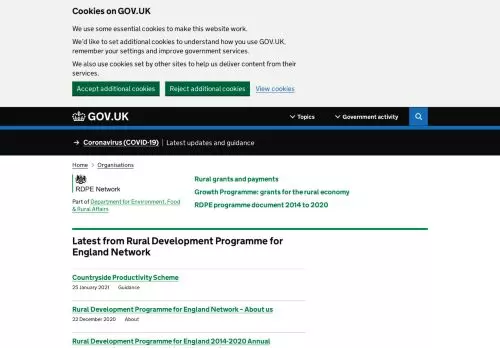 Cookies on GOV.UK
We use some essential cookies to make this website work.
We'd like to set additional cookies to understand how you use GOV.UK,
remember your settings and improve government services.
We also use cookies set by other sites to help us deliver content from their
services.
Accept additional cookies Reject additional cookies View cookies
GOV.UK Topics Government activity
→ Coronavirus (COVID-19) Latest updates and guidance
Home > Organisations
RDPE Network
Part of Department for Environment, Food
& Rural Affairs
Rural grants and payments
Growth Programme: grants for the rural economy
RDPE programme document 2014 to 2020
Latest from Rural Development Programme for
England Network
Countryside Productivity Scheme
25 January 2021 Guidance
Rural Development Programme for England Network – About us
22 December 2020 About
Rural Development Programme for England 2014-2020 Annual